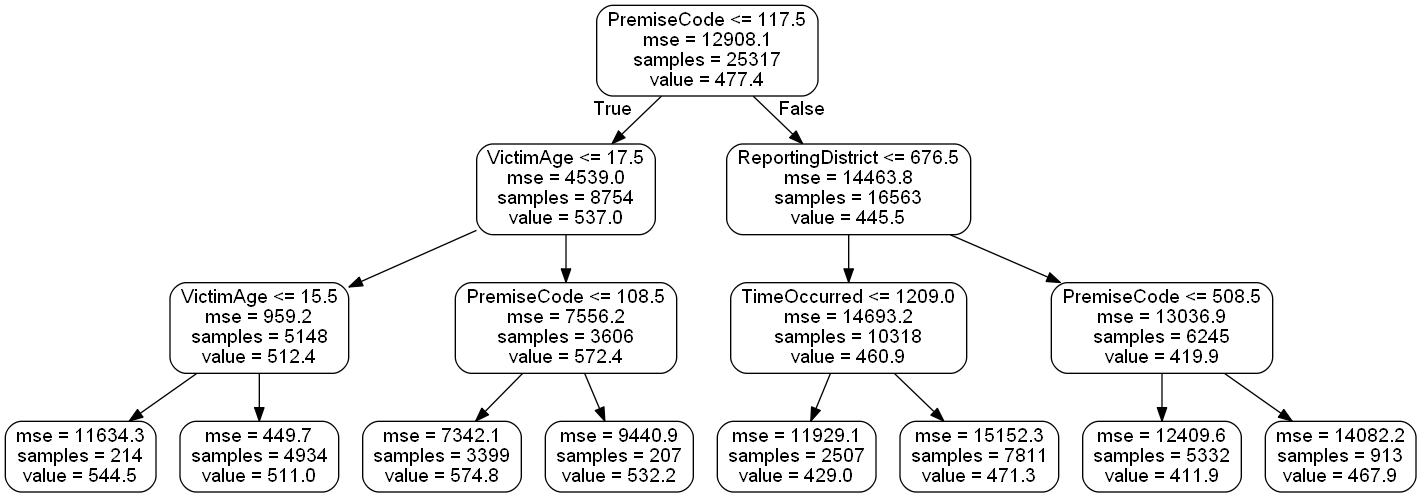 PremiseCode <= 117.5
mse = 12908.1
samples = 25317
value = 477.4
True
False
VictimAge <= 17.5
mse = 4539.0
samples = 8754
value = 537.0
ReportingDistrict <= 676.5
mse = 14463.8
samples = 16563
value = 445.5
VictimAge <= 15.5
mse = 959.2
samples = 5148
value = 512.4
PremiseCode <= 108.5
mse = 7556.2
samples = 3606
value = 572.4
TimeOccurred <= 1209.0
mse = 14693.2
samples = 10318
value = 460.9
PremiseCode <= 508.5
mse = 13036.9
samples = 6245
value = 419.9
mse = 11634.3
samples = 214
value = 544.5
mse = 449.7
samples = 4934
value = 511.0
mse = 7342.1
samples = 3399
value = 574.8
mse = 9440.9
samples = 207
value = 532.2
mse = 11929.1
samples = 2507
value = 429.0
mse = 15152.3
samples = 7811
value = 471.3
mse = 12409.6
samples = 5332
value = 411.9
mse = 14082.2
samples = 913
value = 467.9